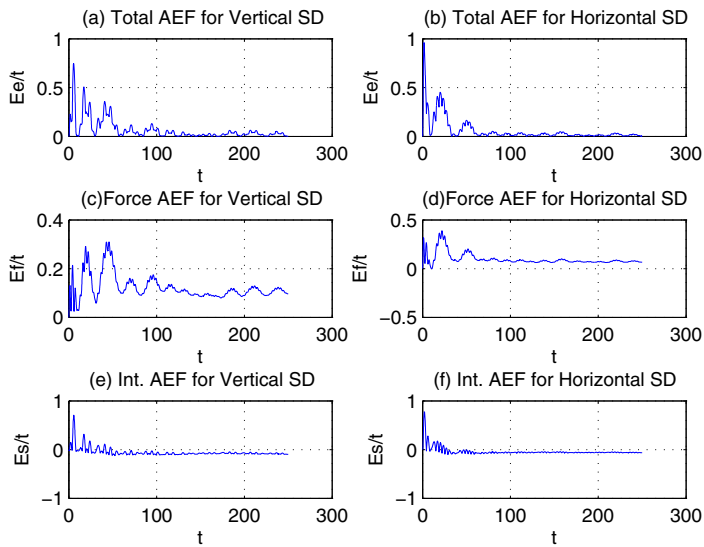 (a) Total AEF for Vertical SD
1
0.5
0
Ee/t
0 100 200 300
t
(b) Total AEF for Horizontal SD
1
0.5
0
Ee/t
0 100 200 300
t
(c)Force AEF for Vertical SD
0.4
0.2
0
Ef/t
0 100 200 300
t
(d)Force AEF for Horizontal SD
0.5
0
−0.5
Ef/t
0 100 200 300
t
(e) Int. AEF for Vertical SD
1
0
−1
Es/t
0 100 200 300
t
(f) Int. AEF for Horizontal SD
1
0
−1
Es/t
0 100 200 300
t